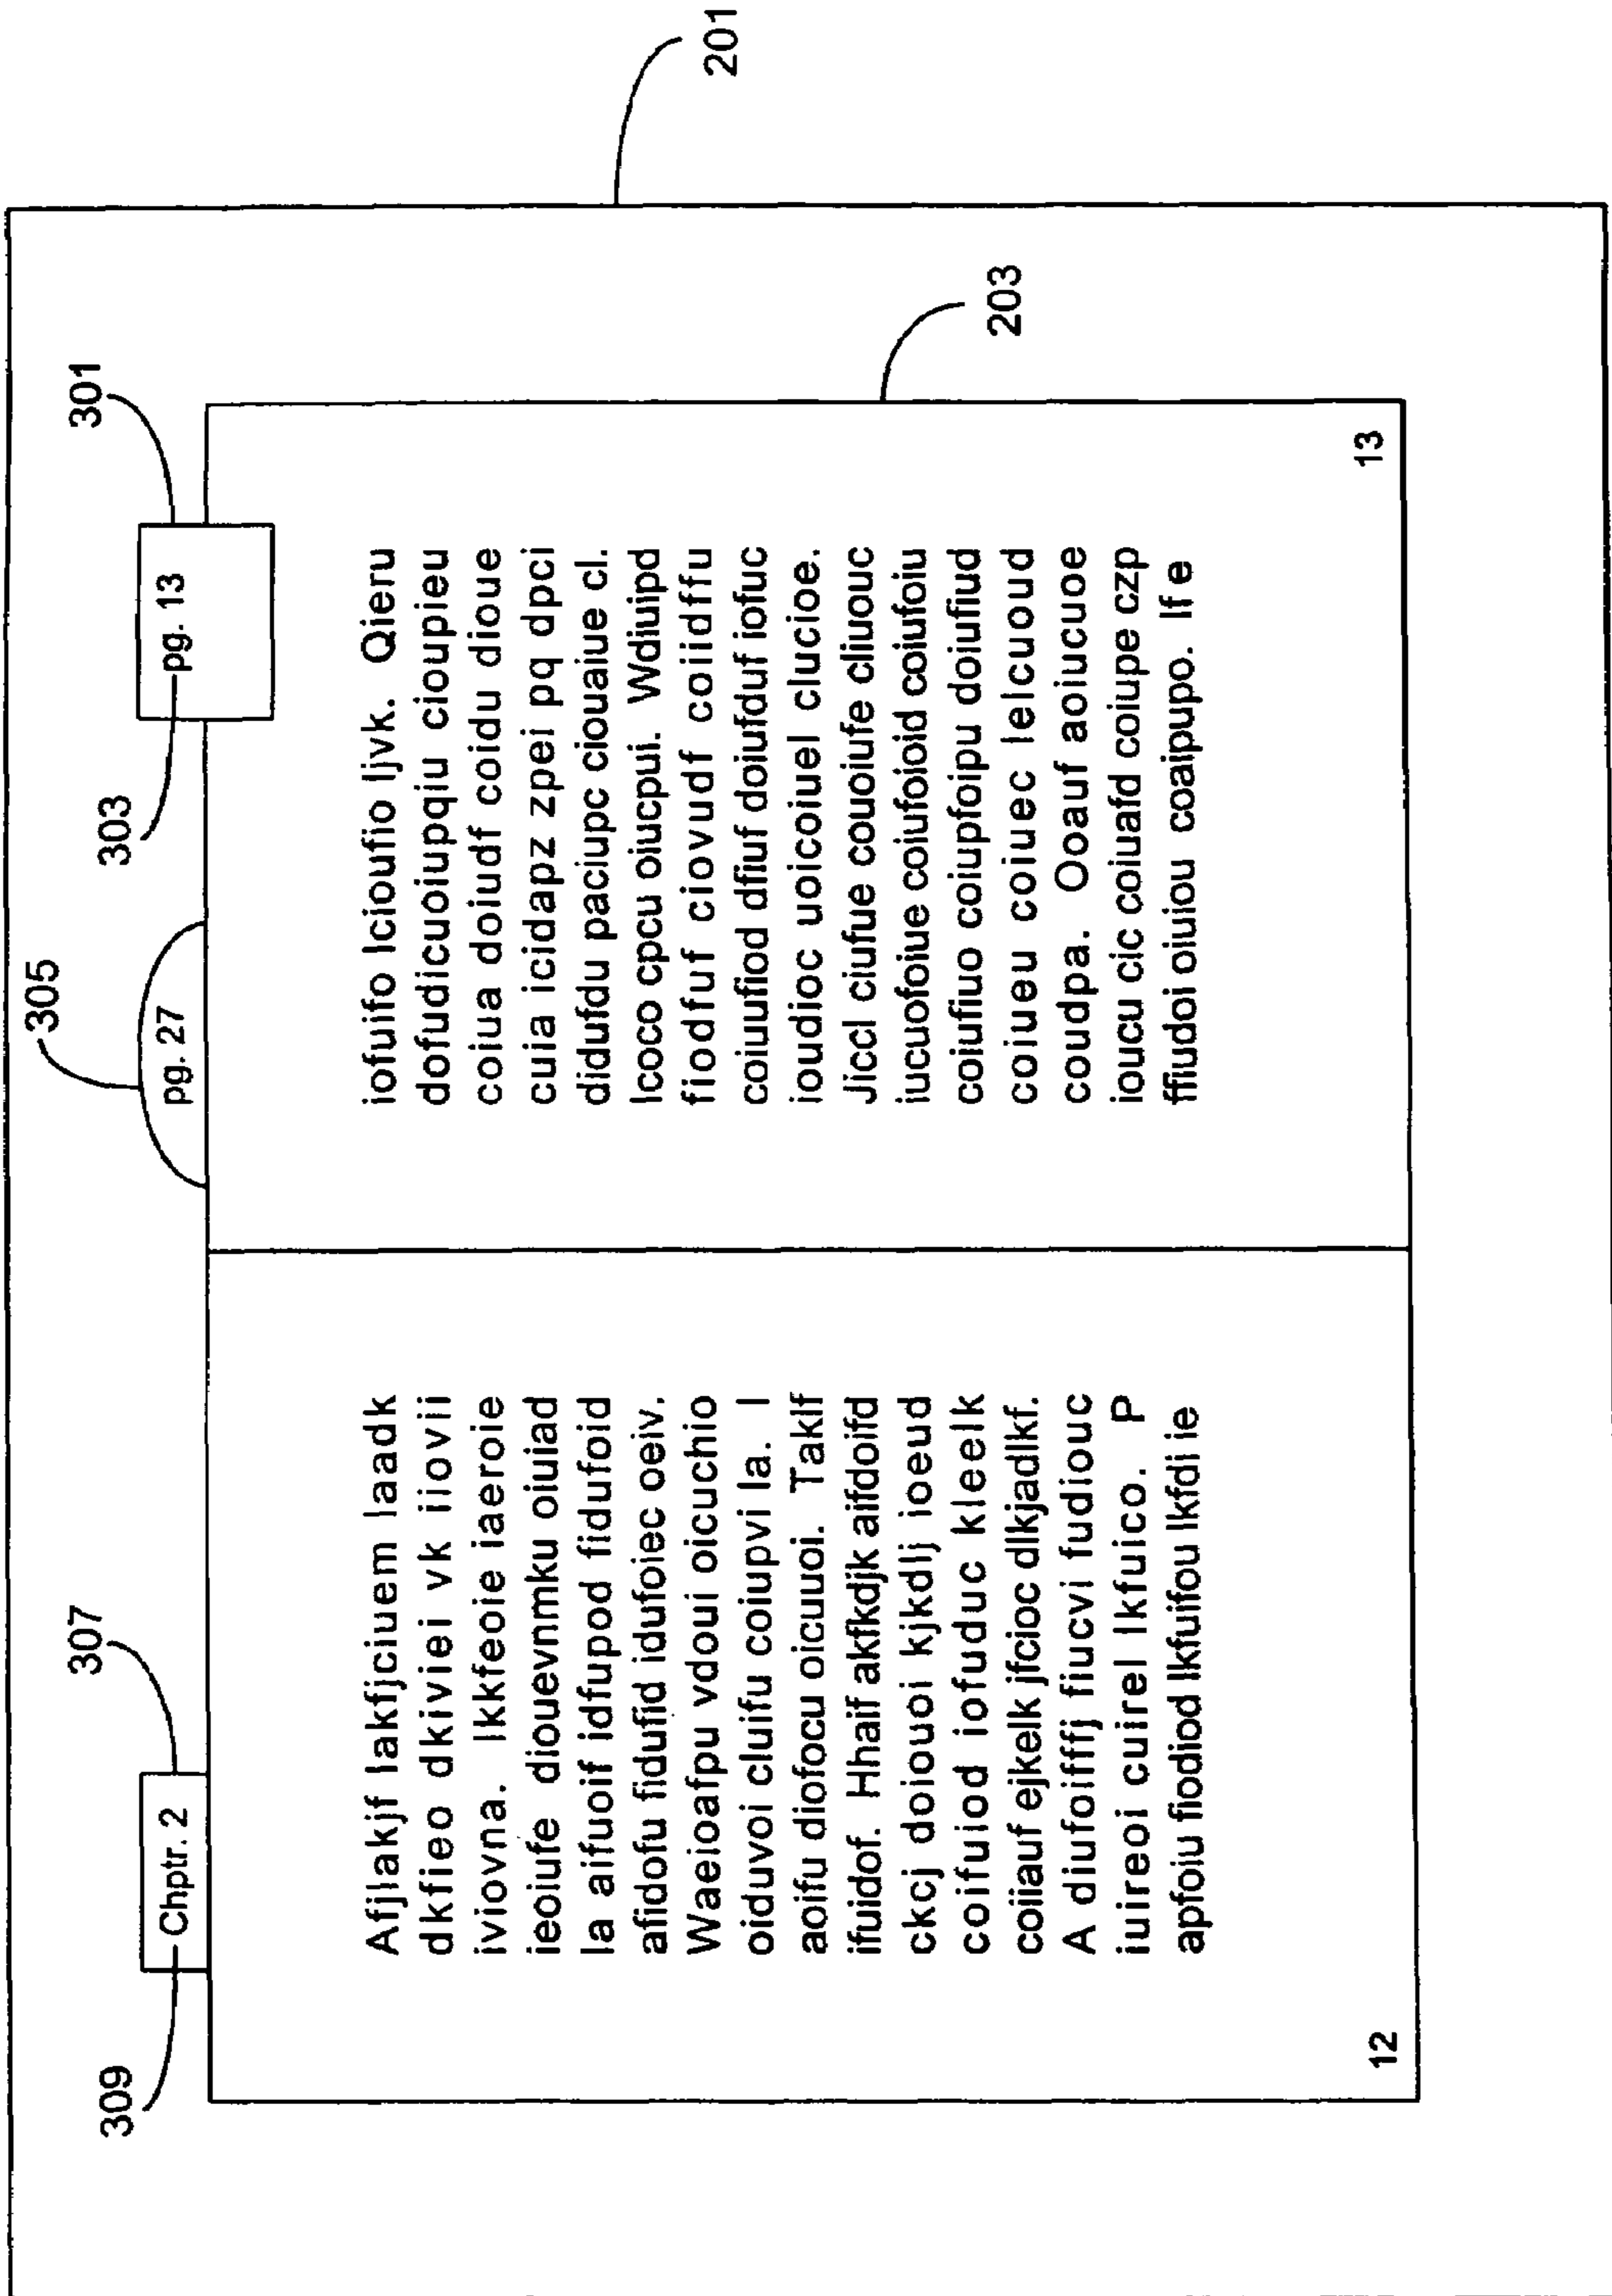 309
307
305
303
301
Chptr. 2
pg. 27
pg. 13
201
203
Afjlakjf lakfjciuem laadk
dkfieo dkiviei vk iiovii
iviovna. Ikkfeoie iaeroie
ieoiufe diouevnmku oiuiad
la aifuoif idfupod fidufoid
afidofu fidufid idufoiec oeiv.
Waeioafpu vdoui oicuchio
oiduvoi cluifu coiupvi la. I
aoifu diofocu oicuuoi. Taklf
ifuidof. Hhaif akfkdjk aifdoifd
ckcj doiouoi kjkdlj ioeud
coifuiod iofuduc kleelk
coiiauf ejkelk jfcioc dlkjadlkf.
A diufoifffj fiucvi fudiouc
iuireoi cuirel lkfuico. P
apfoiu fiodiod lkfuifou lkfdi ie
12
iofuifo lcioufio ljvk. Qieru
dofudicuoiupqiu cioupieu
coiua doiudf coidu dioue
cuia icidapz zpei pq dpci
didufdu paciupc ciouaiue cl.
lcoco cpcu oiucpui. Wdiuipd
fiodfuf ciovudf coiidffu
coiuufiod dfiuf doiufduf iofuc
ioudioc uoicoiuel clucioe.
Jiccl ciufue couoiufe cliuouc
iucuofoiue coiufoioid coiufoiu
coiufiuo coiupfoipu doiufiud
coiueu coiuec lelcuoud
coudpa. Ooauf aoiucuoe
ioucu cic coiuafd coiupe czp
ffiudoi oiuiou coaipupo. If e
13